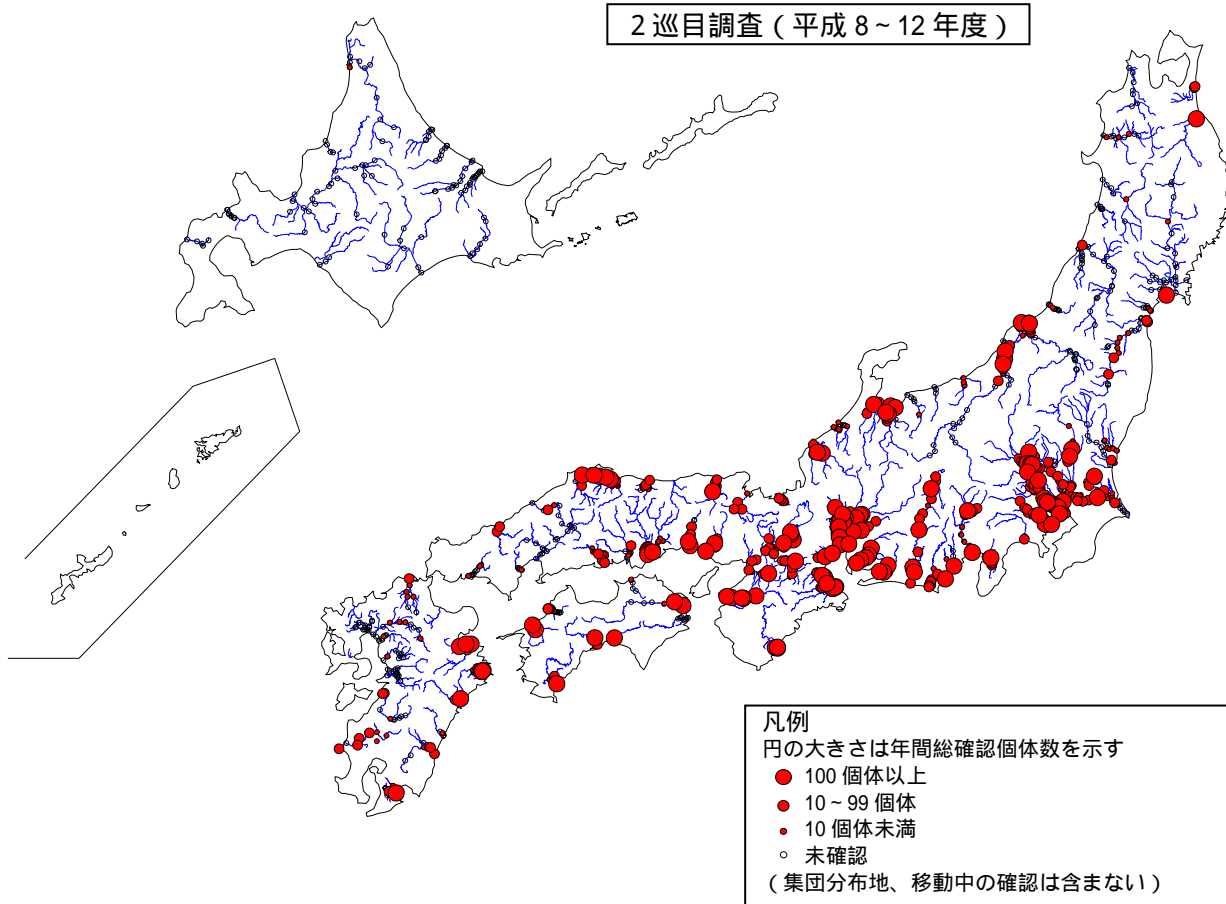 2巡目調査(平成8~12年度)
凡例
円の大きさは年間総確認個体数を示す
100個体以上
10~99個体
10個体未満
未確認
(集団分布地、移動中の確認は含まない)